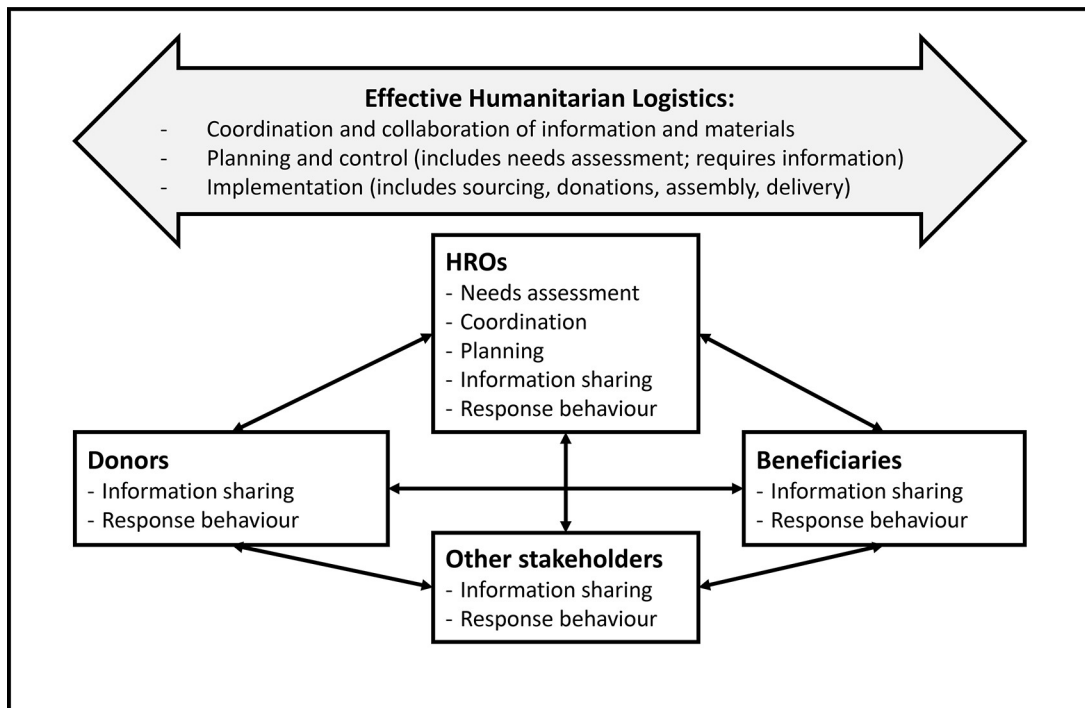 Effective Humanitarian Logistics:
- Coordination and collaboration of information and materials
- Planning and control (includes needs assessment; requires information)
- Implementation (includes sourcing, donations, assembly, delivery)
HROs
- Needs assessment
- Coordination
- Planning
- Information sharing
- Response behaviour
Donors
- Information sharing
- Response behaviour
Beneficiaries
- Information sharing
- Response behaviour
Other stakeholders
- Information sharing
- Response behaviour